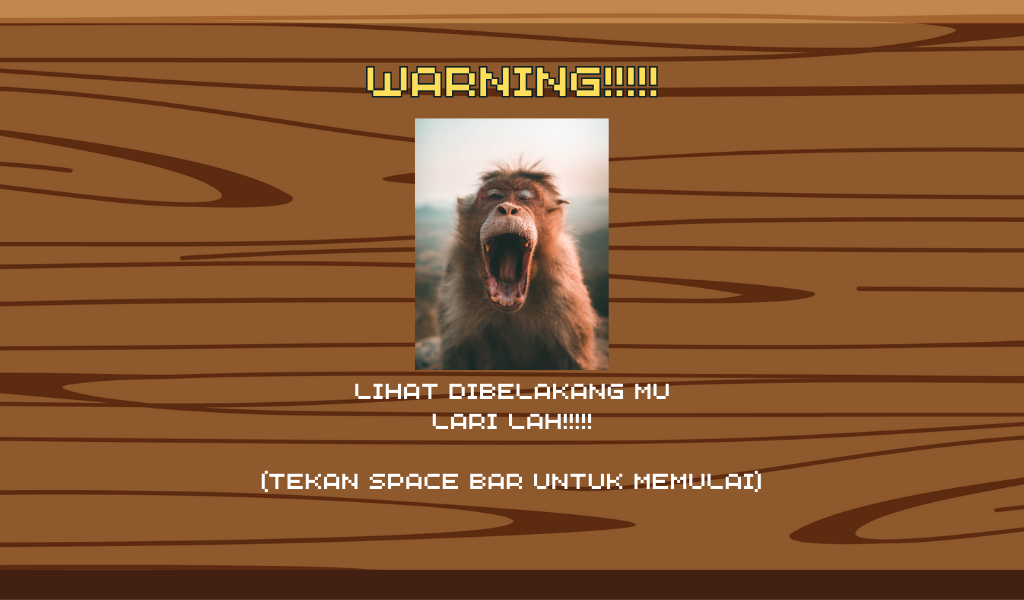 WARNING!!!!!
LIHAT DIBELAKANG MU
LARI LAH!!!!!
(TEKAN SPACE BAR UNTUK MEMULAI)